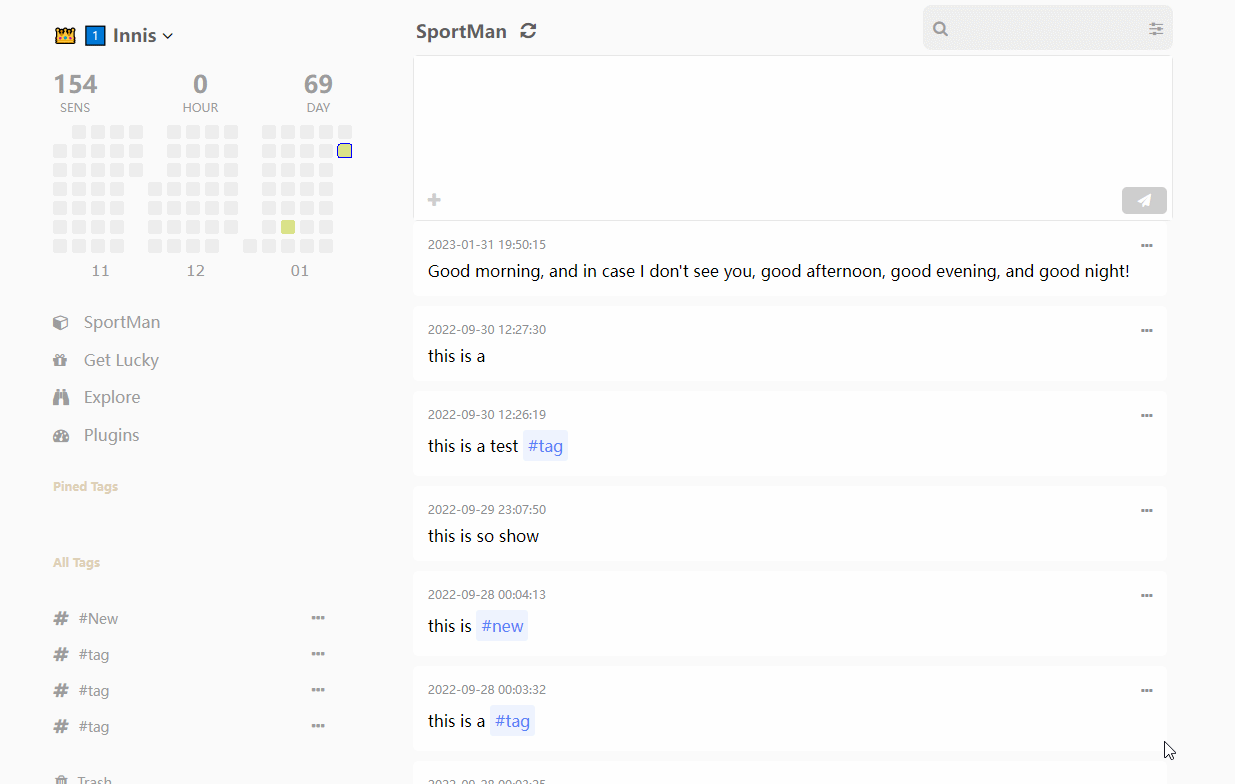 1 Innis
154 0 69
SENS HOUR DAY
11 12 01
SportMan
Get Lucky
Explore
Plugins
Pined Tags
All Tags
#New
#tag
#tag
#tag
Trash
SportMan
2023-01-31 19:50:15
Good morning, and in case I don't see you, good afternoon, good evening, and good night!
2022-09-30 12:27:30
this is a
2022-09-30 12:26:19
this is a test #tag
2022-09-29 23:07:50
this is so show
2022-09-28 00:04:13
this is #new
2022-09-28 00:03:32
this is a #tag